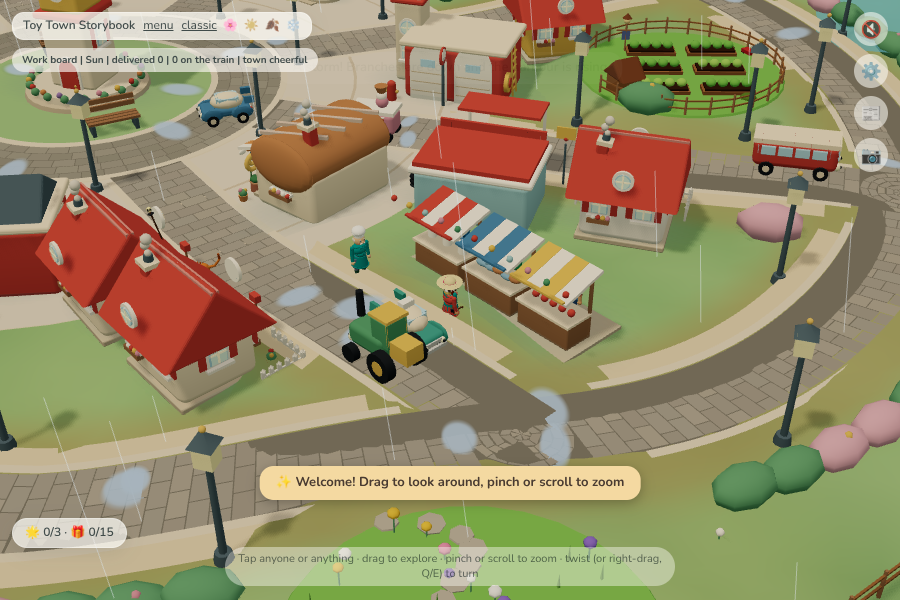 Toy Town Storybook menu classic
Work board | Sun | delivered 0 | 0 on the train | town cheerful
✨ Welcome! Drag to look around, pinch or scroll to zoom
0/3 · 0/15
Tap anyone or anything · drag to explore · pinch or scroll to zoom · twist (or right-drag,
Q/E) to turn